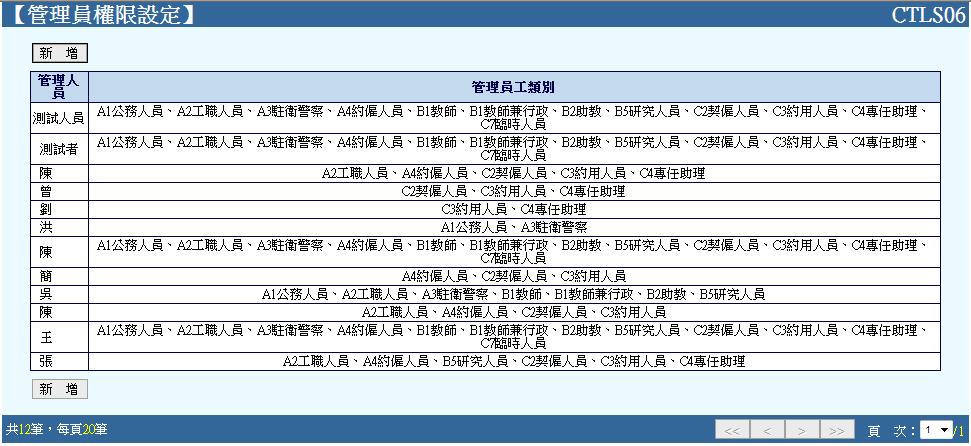 【管理員權限設定】 CTLS06
新 增
管理人員 管理員工類別
測試人員 A1公務人員、A2工職人員、A3駐衛警察、A4約僱人員、B1教師、B1教師兼行政、B2助教、B5研究人員、C2契僱人員、C3約用人員、C4專任助理、
C7臨時人員
測試者 A1公務人員、A2工職人員、A3駐衛警察、A4約僱人員、B1教師、B1教師兼行政、B2助教、B5研究人員、C2契僱人員、C3約用人員、C4專任助理、
C7臨時人員
陳 A2工職人員、A4約僱人員、C2契僱人員、C3約用人員、C4專任助理
曾 C2契僱人員、C3約用人員、C4專任助理
劉 C3約用人員、C4專任助理
洪 A1公務人員、A3駐衛警察
陳 A1公務人員、A2工職人員、A3駐衛警察、A4約僱人員、B1教師、B1教師兼行政、B2助教、B5研究人員、C2契僱人員、C3約用人員、C4專任助理、
C7臨時人員
簡 A4約僱人員、C2契僱人員、C3約用人員
吳 A1公務人員、A2工職人員、A3駐衛警察、B1教師、B1教師兼行政、B2助教、B5研究人員
陳 A2工職人員、A4約僱人員、C2契僱人員、C3約用人員
王 A1公務人員、A2工職人員、A3駐衛警察、A4約僱人員、B1教師、B1教師兼行政、B2助教、B5研究人員、C2契僱人員、C3約用人員、C4專任助理、
C7臨時人員
張 A2工職人員、A4約僱人員、B5研究人員、C2契僱人員、C3約用人員、C4專任助理
新 增
共12筆，每頁20筆 << < > >> 頁 次：1 /1